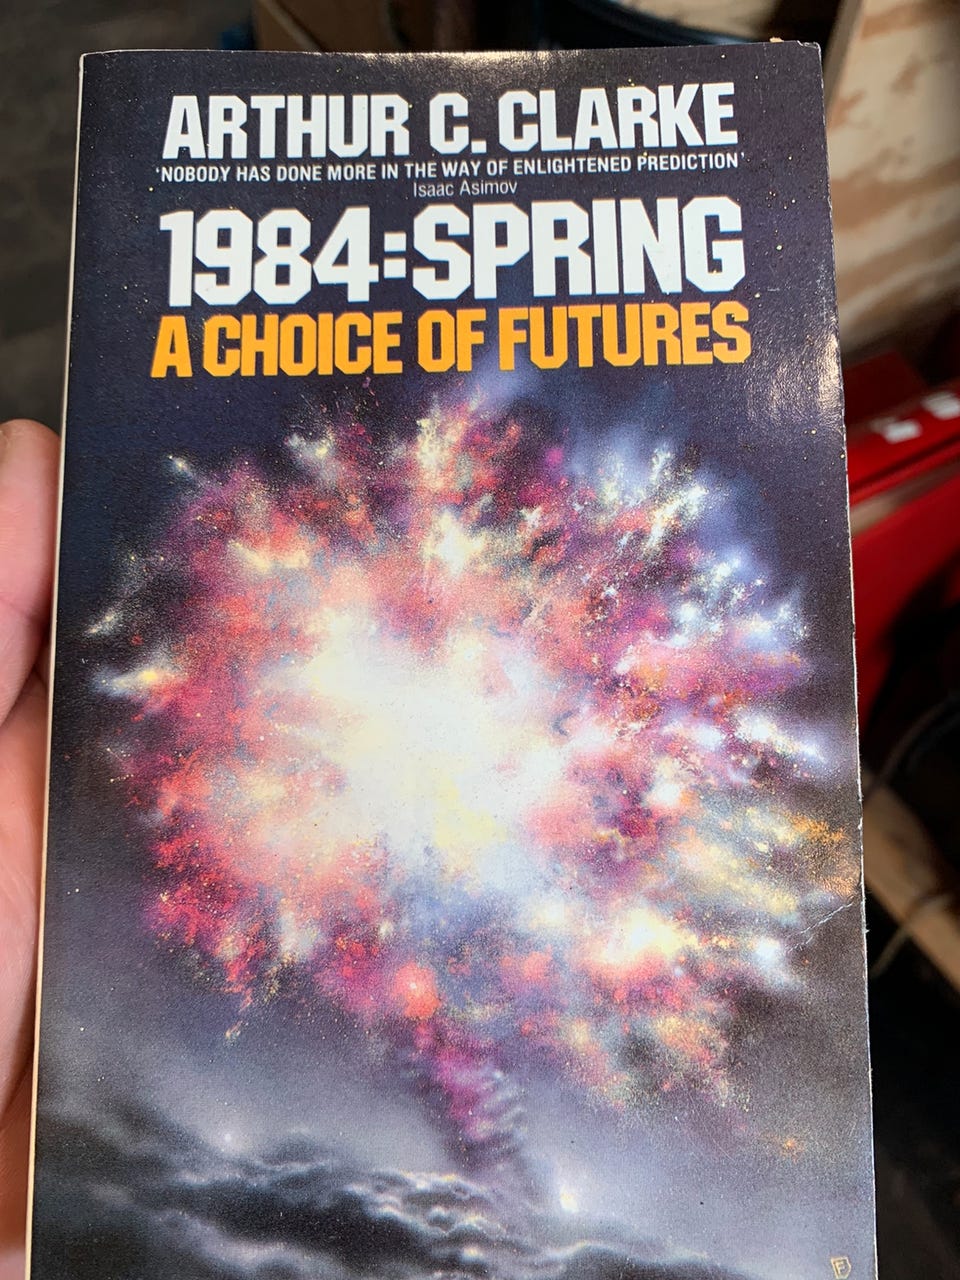 ARTHUR C. CLARKE
'NOBODY HAS DONE MORE IN THE WAY OF ENLIGHTENED PREDICTION'
Isaac Asimov
1984:SPRING
A CHOICE OF FUTURES
F